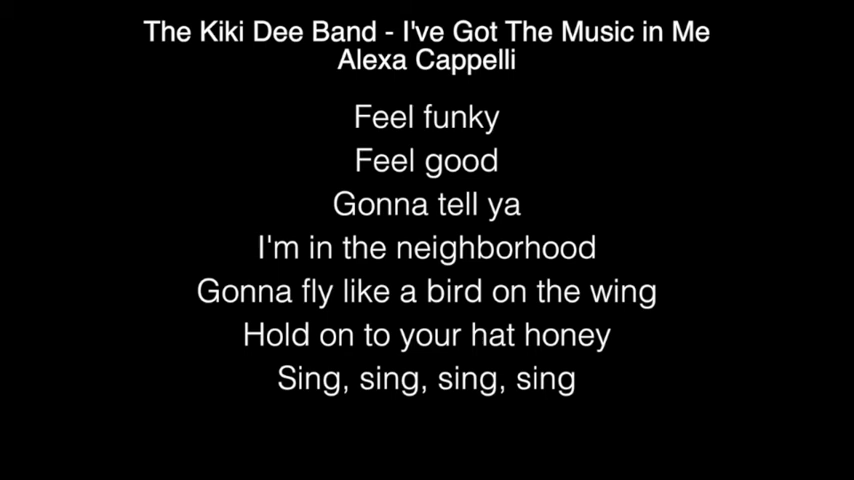 The Kiki Dee Band - I've Got The Music in Me
Alexa Cappelli
Feel funky
Feel good
Gonna tell ya
I'm in the neighborhood
Gonna fly like a bird on the wing
Hold on to your hat honey
Sing, sing, sing, sing